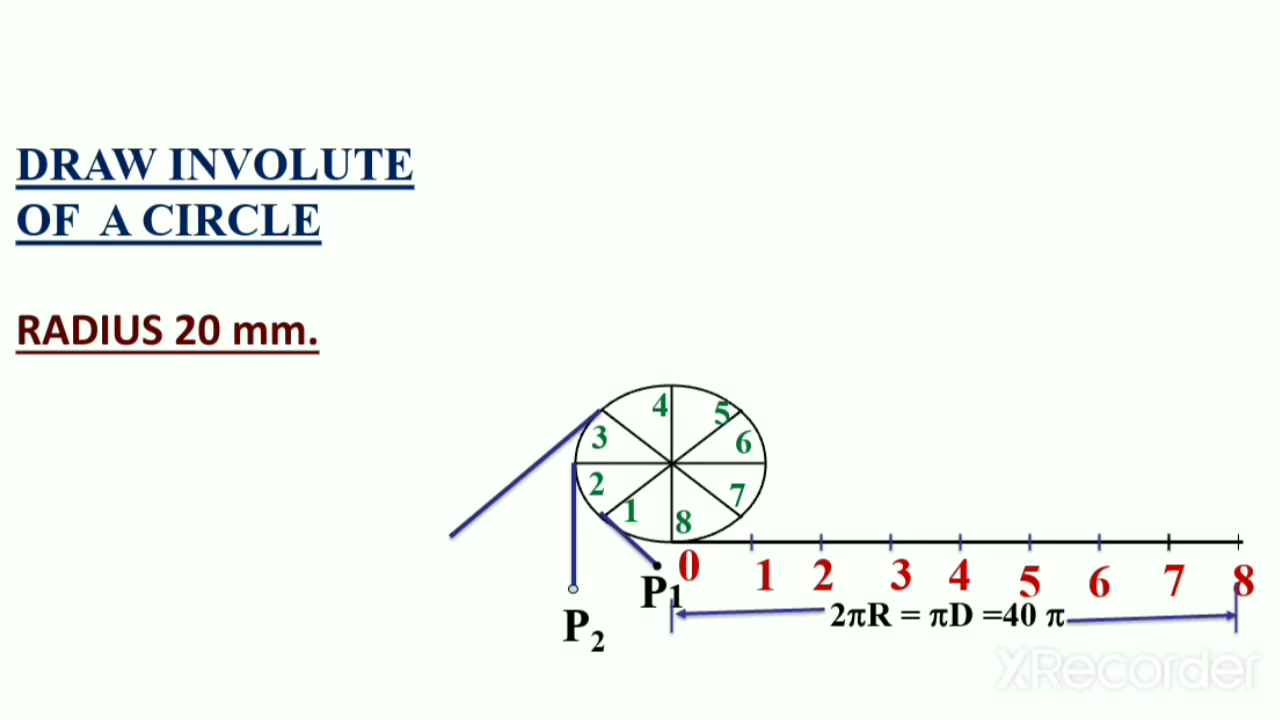 DRAW INVOLUTE
OF A CIRCLE
RADIUS 20 mm.
4 5
3 6
2 7
1 8
0 1 2 3 4 5 6 7 8
P1
P2
2πR = πD =40 π
XRecorder